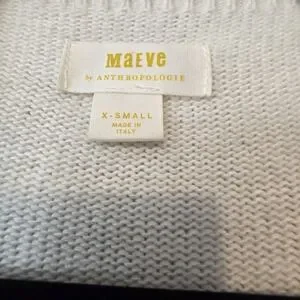 MAEVE
by ANTHROPOLOGIE
X-SMALL
MADE IN
ITALY